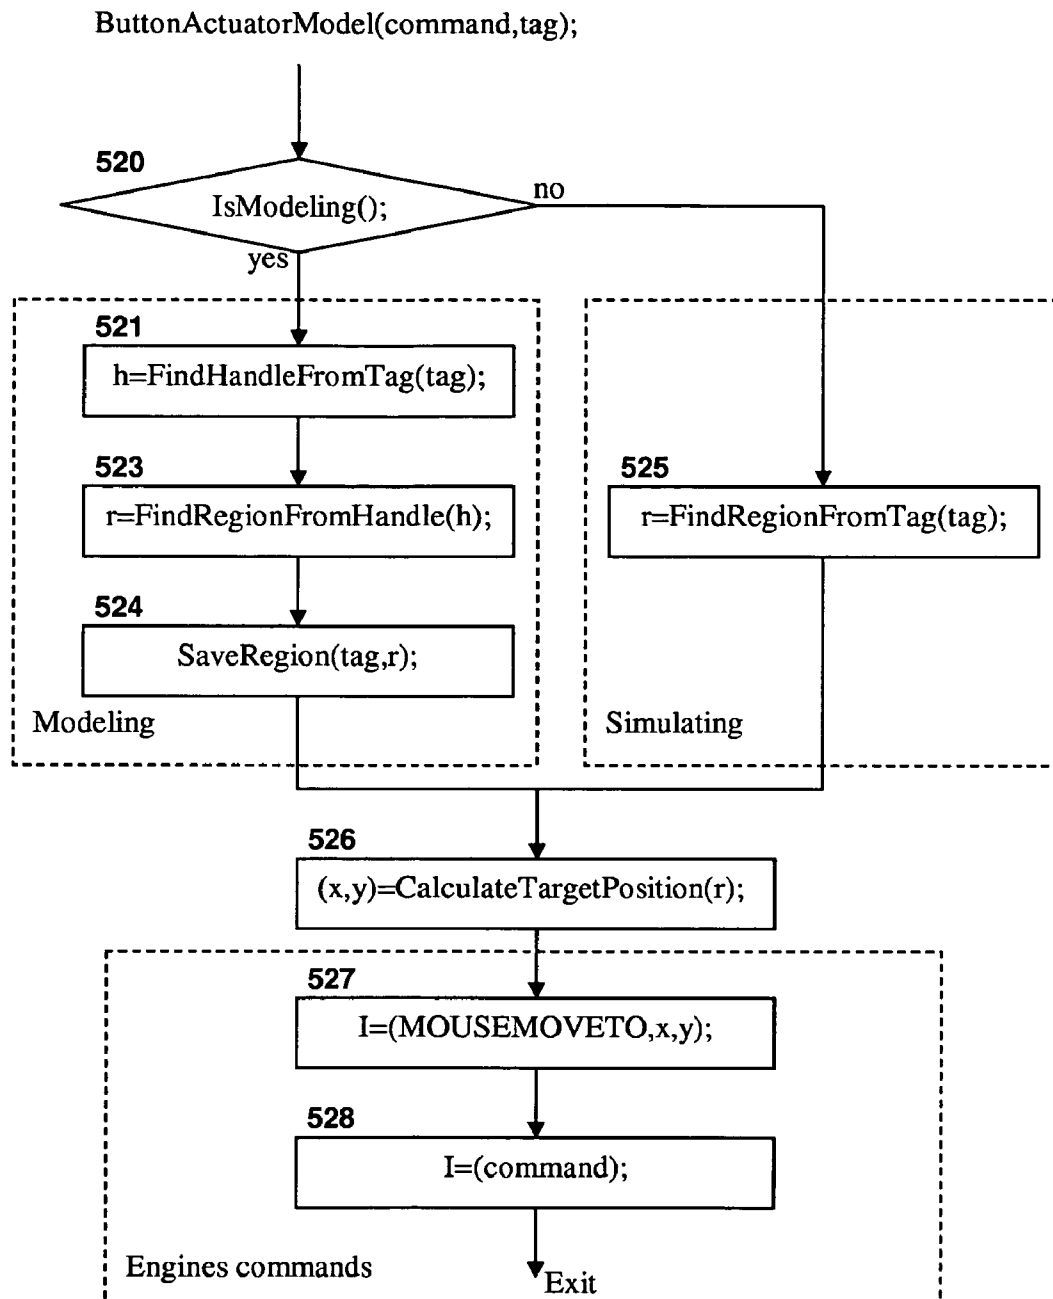 ButtonActuatorModel(command,tag);
520
IsModeling();
no
yes
521
h=FindHandleFromTag(tag);
523
r=FindRegionFromHandle(h);
524
SaveRegion(tag,r);
Modeling
525
r=FindRegionFromTag(tag);
Simulating
526
(x,y)=CalculateTargetPosition(r);
527
I=(MOUSEMOVETO,x,y);
528
I=(command);
Engines commands
Exit